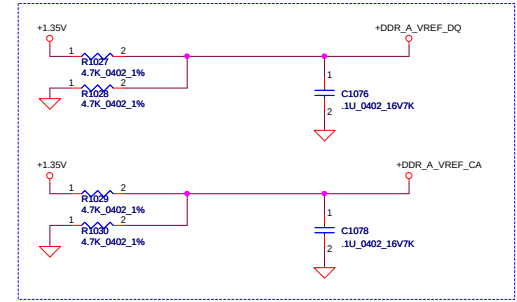 +1.35V
+DDR_A_VREF_DQ
1
2
R1027
4.7K_0402_1%
1
2
R1028
4.7K_0402_1%
1
C1076
.1U_0402_16V7K
2
+1.35V
+DDR_A_VREF_CA
1
2
R1029
4.7K_0402_1%
1
2
R1030
4.7K_0402_1%
1
C1078
.1U_0402_16V7K
2